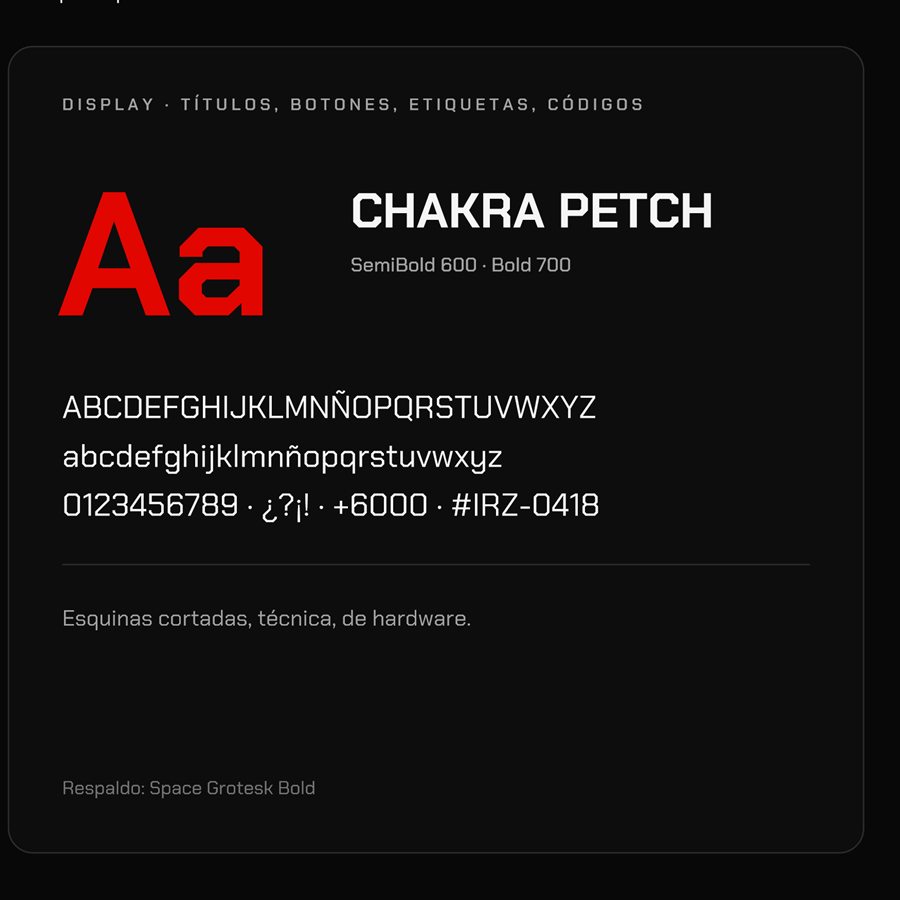 DISPLAY · TÍTULOS, BOTONES, ETIQUETAS, CÓDIGOS
Aa
CHAKRA PETCH
SemiBold 600 · Bold 700
ABCDEFGHIJKLMNÑOPQRSTUVWXYZ
abcdefghijklmnñopqrstuvwxyz
0123456789 · ¿?¡! · +6000 · #IRZ-0418
Esquinas cortadas, técnica, de hardware.
Respaldo: Space Grotesk Bold